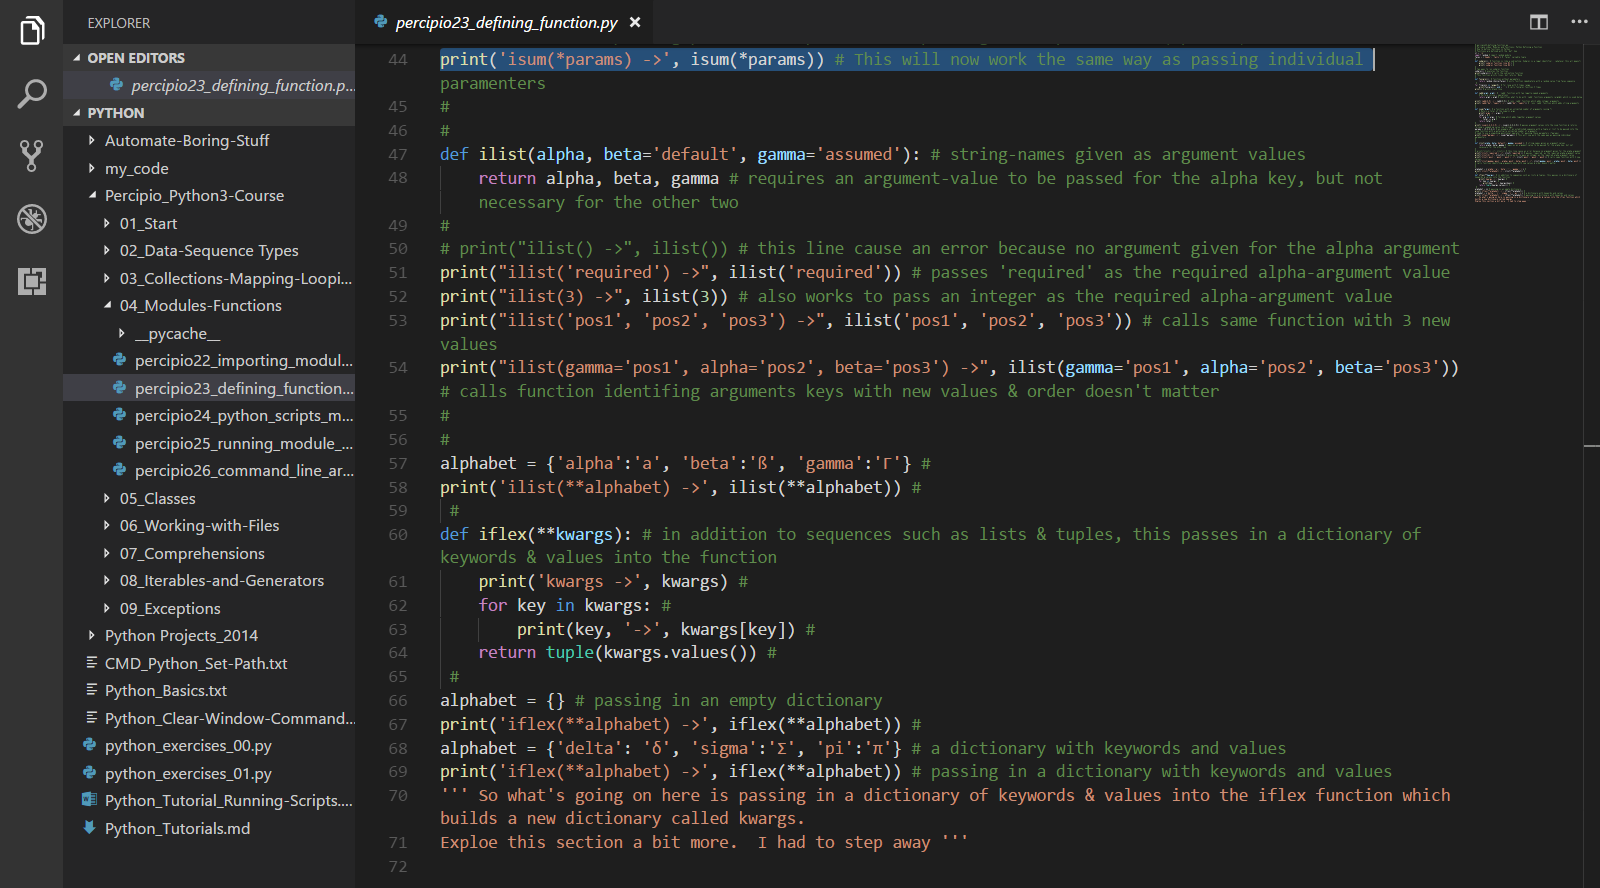 EXPLORER
OPEN EDITORS
percipio23_defining_function.p...
PYTHON
Automate-Boring-Stuff
my_code
Percipio_Python3-Course
01_Start
02_Data-Sequence Types
03_Collections-Mapping-Loopi...
04_Modules-Functions
__pycache__
percipio22_importing_modul...
percipio23_defining_function...
percipio24_python_scripts_m...
percipio25_running_module_...
percipio26_command_line_ar...
05_Classes
06_Working-with-Files
07_Comprehensions
08_Iterables-and-Generators
09_Exceptions
Python Projects_2014
CMD_Python_Set-Path.txt
Python_Basics.txt
Python_Clear-Window-Command...
python_exercises_00.py
python_exercises_01.py
Python_Tutorial_Running-Scripts....
Python_Tutorials.md
percipio23_defining_function.py
44 print('isum(*params) ->', isum(*params)) # This will now work the same way as passing individual
paramenters
45 #
46 #
47 def ilist(alpha, beta='default', gamma='assumed'): # string-names given as argument values
48 return alpha, beta, gamma # requires an argument-value to be passed for the alpha key, but not
necessary for the other two
49 #
50 # print("ilist() ->", ilist()) # this line cause an error because no argument given for the alpha argument
51 print("ilist('required') ->", ilist('required')) # passes 'required' as the required alpha-argument value
52 print("ilist(3) ->", ilist(3)) # also works to pass an integer as the required alpha-argument value
53 print("ilist('pos1', 'pos2', 'pos3') ->", ilist('pos1', 'pos2', 'pos3')) # calls same function with 3 new
values
54 print("ilist(gamma='pos1', alpha='pos2', beta='pos3') ->", ilist(gamma='pos1', alpha='pos2', beta='pos3'))
# calls function identifing arguments keys with new values & order doesn't matter
55 #
56 #
57 alphabet = {'alpha':'a', 'beta':'ß', 'gamma':'Γ'} #
58 print('ilist(**alphabet) ->', ilist(**alphabet)) #
59 #
60 def iflex(**kwargs): # in addition to sequences such as lists & tuples, this passes in a dictionary of
keywords & values into the function
61 print('kwargs ->', kwargs) #
62 for key in kwargs: #
63 print(key, '->', kwargs[key]) #
64 return tuple(kwargs.values()) #
65 #
66 alphabet = {} # passing in an empty dictionary
67 print('iflex(**alphabet) ->', iflex(**alphabet)) #
68 alphabet = {'delta': 'δ', 'sigma':'Σ', 'pi':'π'} # a dictionary with keywords and values
69 print('iflex(**alphabet) ->', iflex(**alphabet)) # passing in a dictionary with keywords and values
70 ''' So what's going on here is passing in a dictionary of keywords & values into the iflex function which
builds a new dictionary called kwargs.
71 Exploe this section a bit more.  I had to step away '''
72